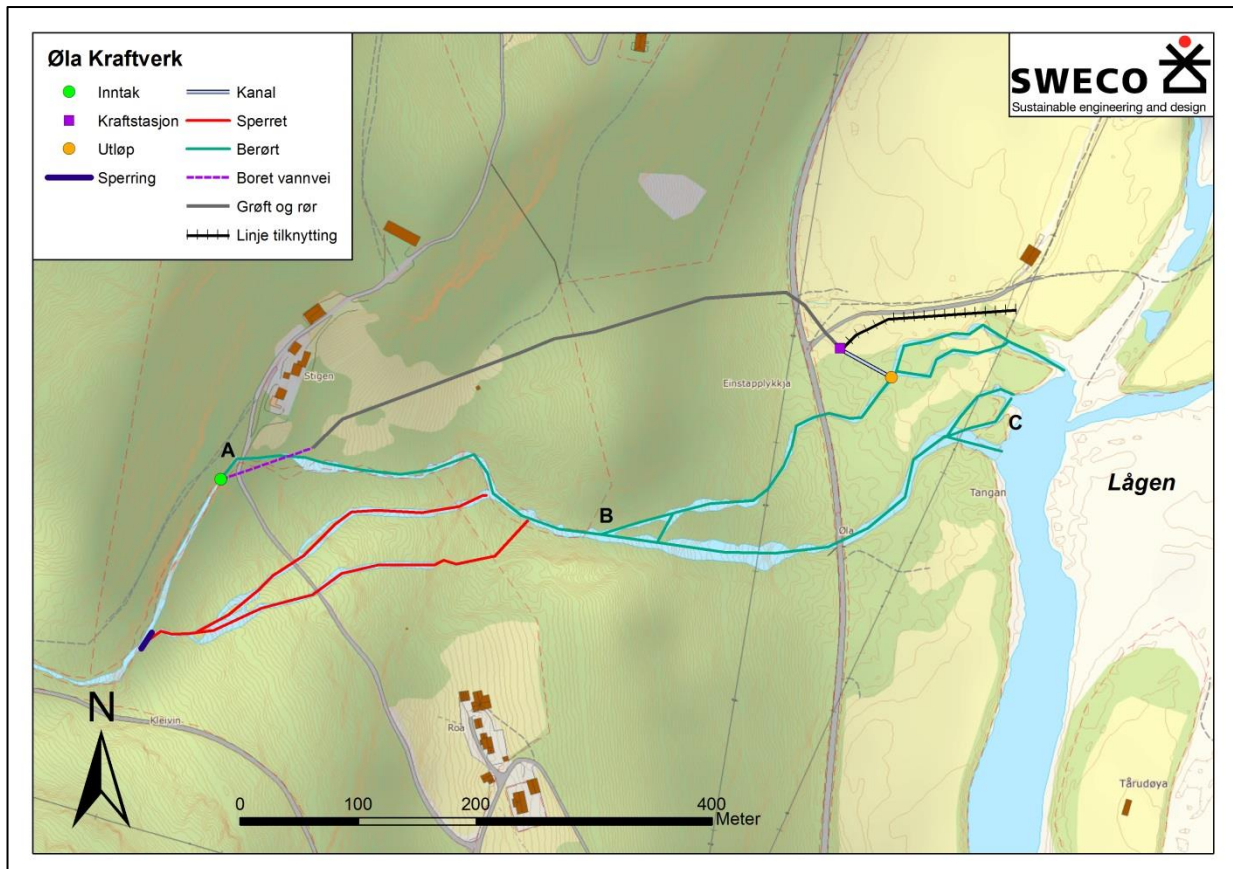 Øla Kraftverk
Inntak
Kraftstasjon
Utløp
Sperring
Kanal
Sperret
Berørt
Boret vannvei
Grøft og rør
Linje tilknytting
SWECO
Sustainable engineering and design
Stigen
A
Einstapplykkja
B
C
Tangan
Lågen
Øla
N
Kleivin
Roa
Tårudøya
0 100 200 400
Meter